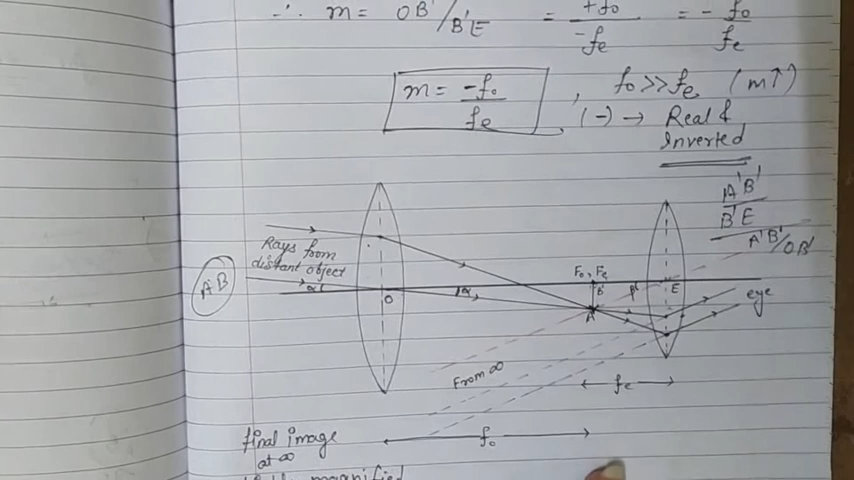 ∴ m = OB'/B'E = +fo/-fe = - fo/fe
m = -fo/fe , fo >> fe (m↑)
(-) → Real &
Inverted
A'B'/B'E
A'B'/OB'
Rays from
distant object
AB
α
O
α
Fo, Fe
B'
A'
β
E
eye
From ∞
fe
fo
final image
at ∞
magnified